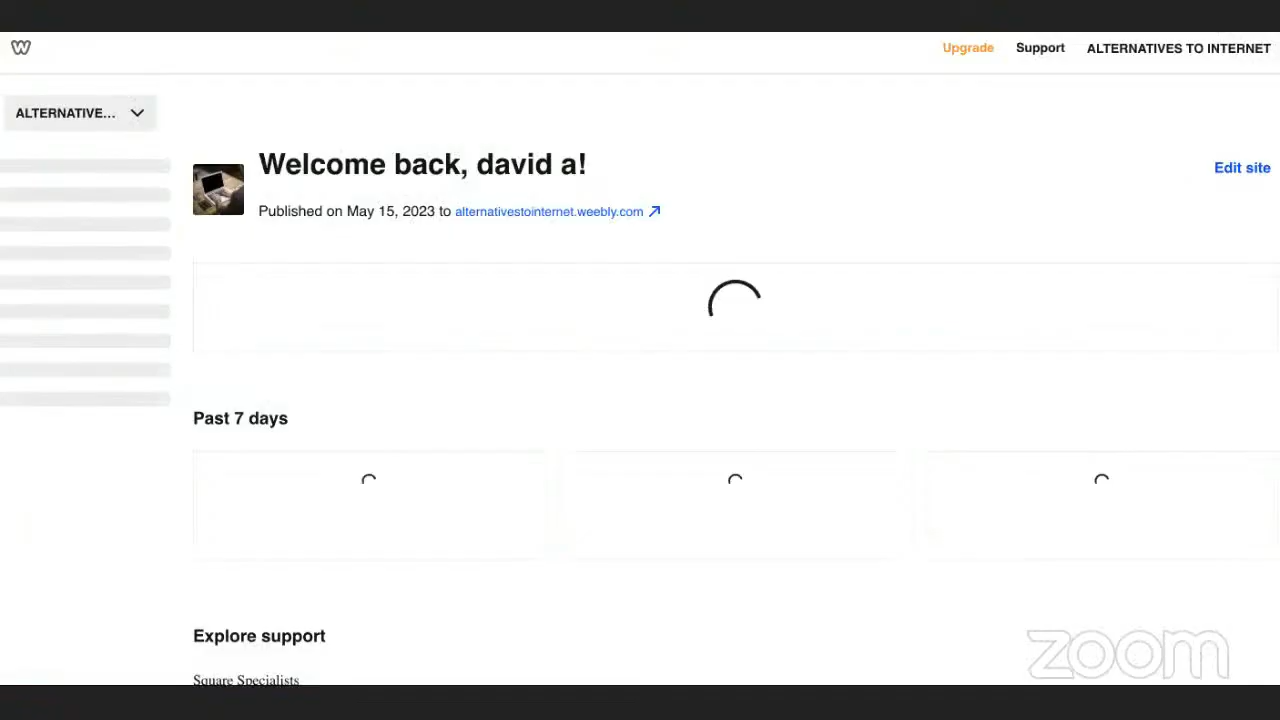 Upgrade Support ALTERNATIVES TO INTERNET
ALTERNATIVE...
Welcome back, david a!
Edit site
Published on May 15, 2023 to alternativestointernet.weebly.com
Past 7 days
Explore support
Square Specialists
zoom